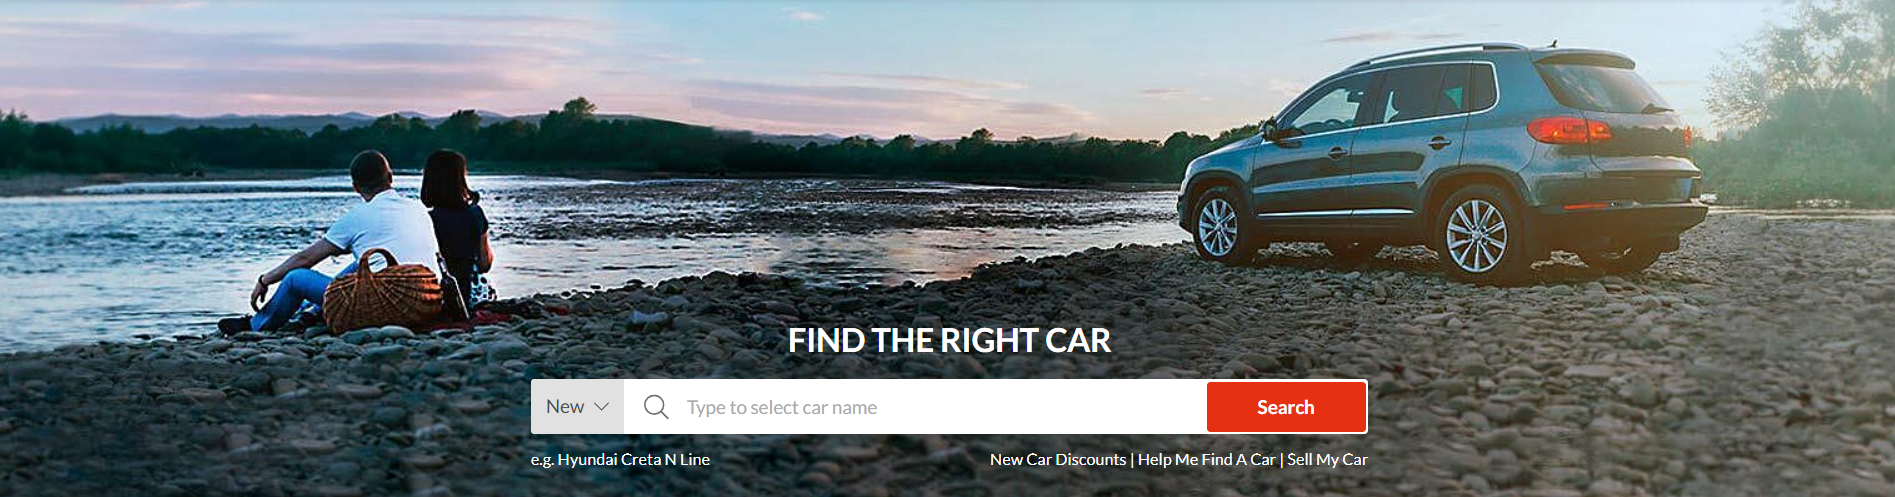 FIND THE RIGHT CAR
New
Type to select car name
Search
e.g. Hyundai Creta N Line
New Car Discounts | Help Me Find A Car | Sell My Car